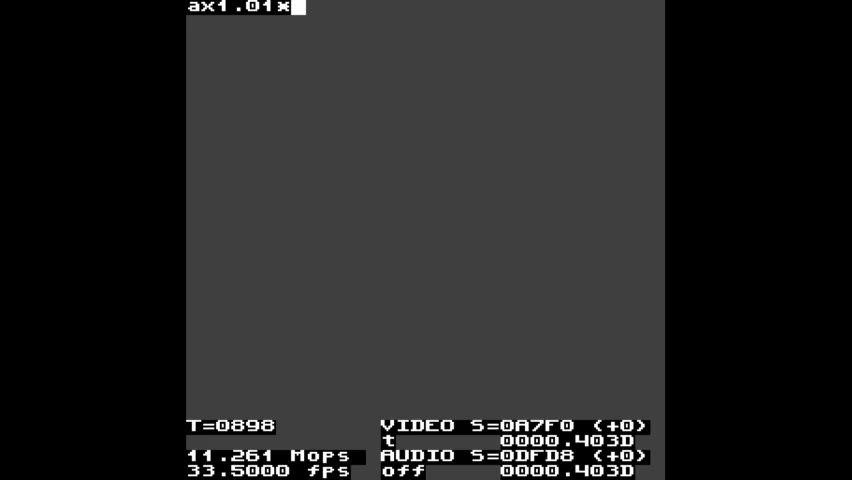 ax1.01*
T=0898 VIDEO S=0A7F0 (+0)
t 0000.403D
11.261 Mops AUDIO S=0DFD8 (+0)
33.5000 fps off 0000.403D